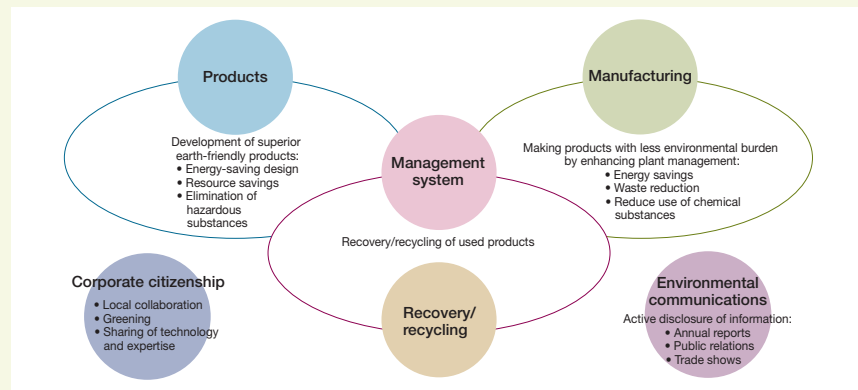 Products
Development of superior
earth-friendly products:
• Energy-saving design
• Resource savings
• Elimination of
hazardous
substances
Manufacturing
Making products with less environmental burden
by enhancing plant management:
• Energy savings
• Waste reduction
• Reduce use of chemical
substances
Management
system
Recovery/recycling of used products
Recovery/
recycling
Corporate citizenship
• Local collaboration
• Greening
• Sharing of technology
and expertise
Environmental
communications
Active disclosure of information:
• Annual reports
• Public relations
• Trade shows